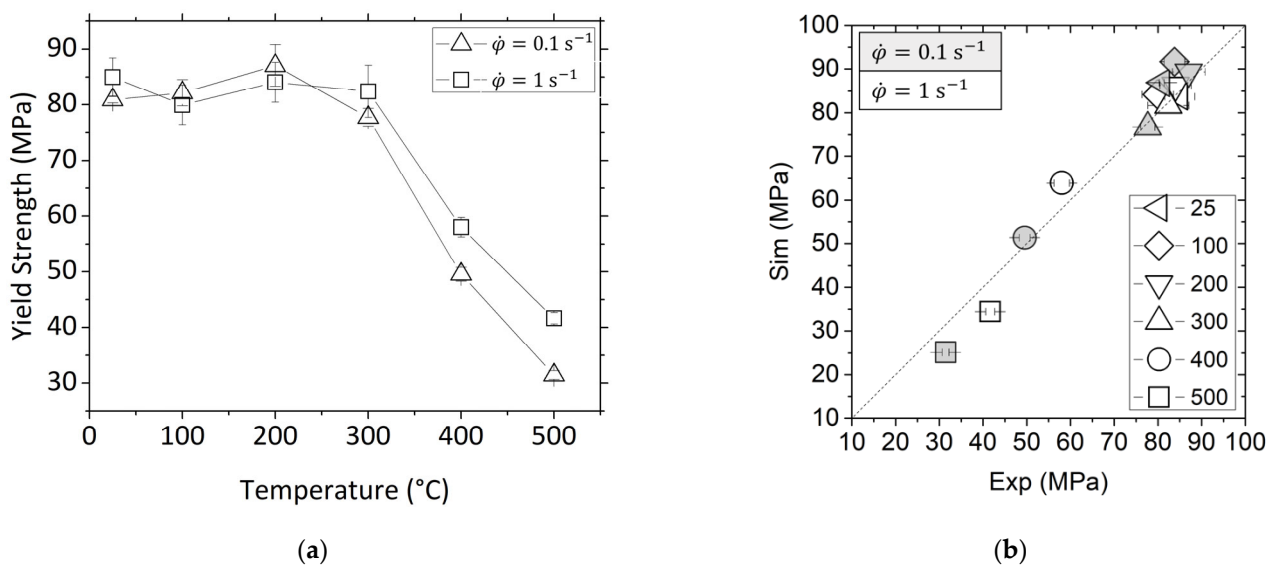 90
80
70
60
50
40
30
Yield Strength (MPa)
φ̇ = 0.1 s⁻¹
φ̇ = 1 s⁻¹
0 100 200 300 400 500
Temperature (°C)
(a)
100
90
80
70
60
50
40
30
20
10
Sim (MPa)
φ̇ = 0.1 s⁻¹
φ̇ = 1 s⁻¹
25
100
200
300
400
500
10 20 30 40 50 60 70 80 90 100
Exp (MPa)
(b)